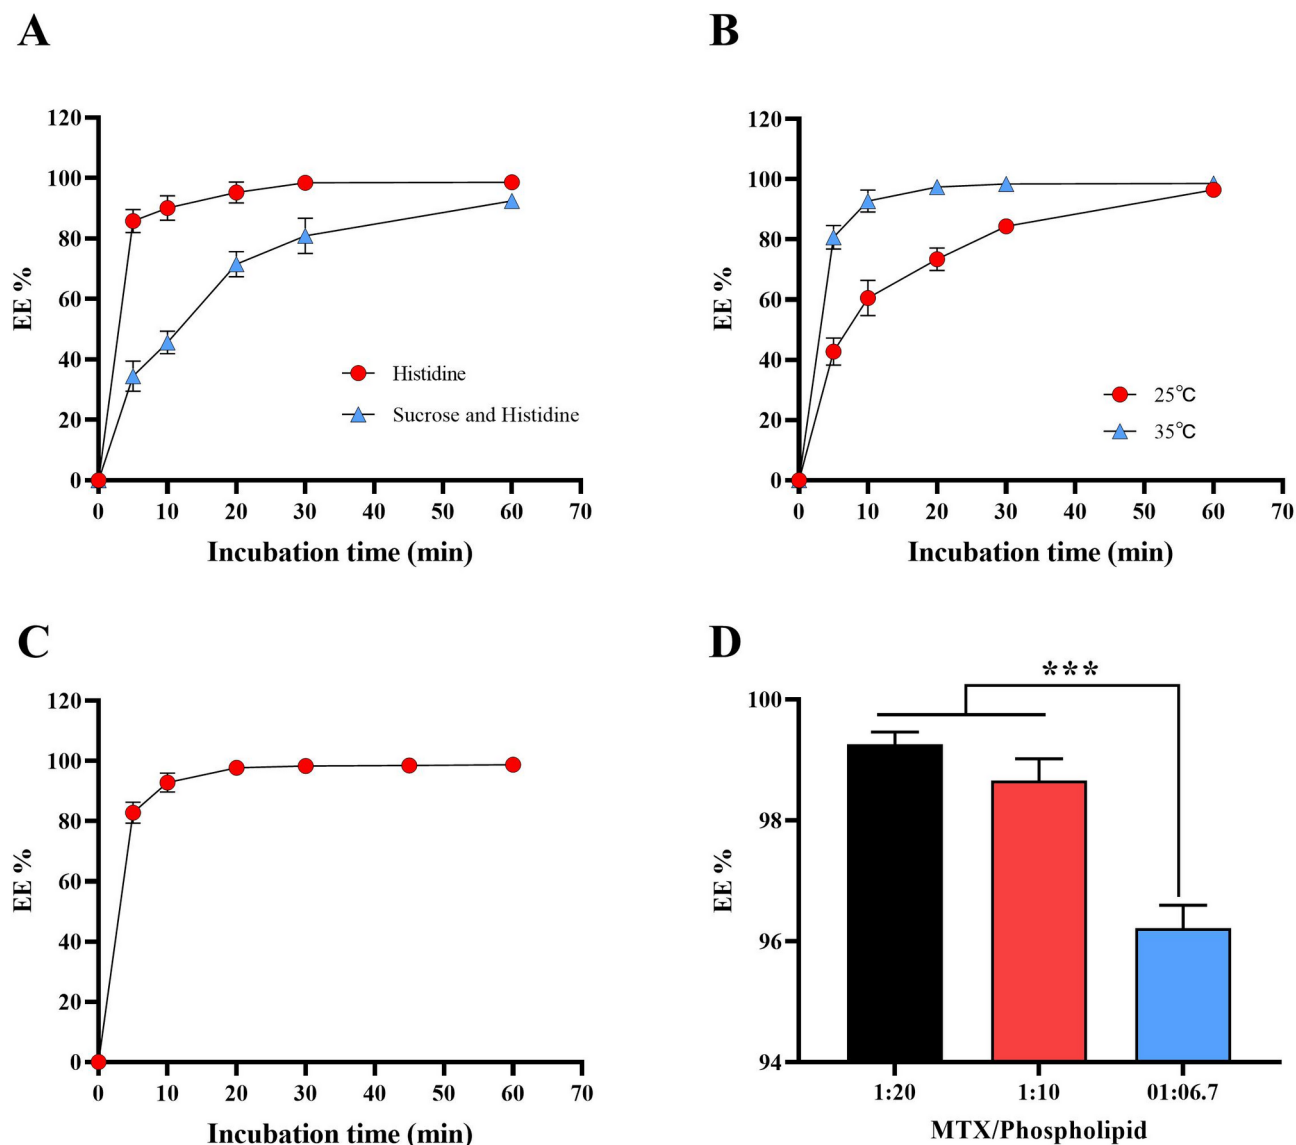 A
120
100
80
60
40
20
0
EE %
Histidine
Sucrose and Histidine
0 10 20 30 40 50 60 70
Incubation time (min)
B
120
100
80
60
40
20
0
EE %
25℃
35℃
0 10 20 30 40 50 60 70
Incubation time (min)
C
120
100
80
60
40
20
0
EE %
0 10 20 30 40 50 60 70
Incubation time (min)
D
***
100
98
96
94
EE %
1:20 1:10 01:06.7
MTX/Phospholipid